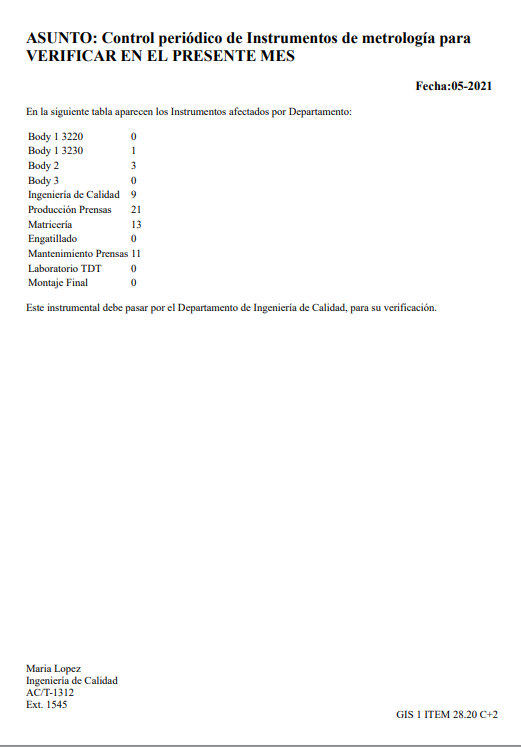 ASUNTO: Control periódico de Instrumentos de metrología para
VERIFICAR EN EL PRESENTE MES
Fecha:05-2021
En la siguiente tabla aparecen los Instrumentos afectados por Departamento:
Body 1 3220 0
Body 1 3230 1
Body 2 3
Body 3 0
Ingeniería de Calidad 9
Producción Prensas 21
Matricería 13
Engatillado 0
Mantenimiento Prensas 11
Laboratorio TDT 0
Montaje Final 0
Este instrumental debe pasar por el Departamento de Ingeniería de Calidad, para su verificación.
Maria Lopez
Ingeniería de Calidad
AC/T-1312
Ext. 1545
GIS 1 ITEM 28.20 C+2